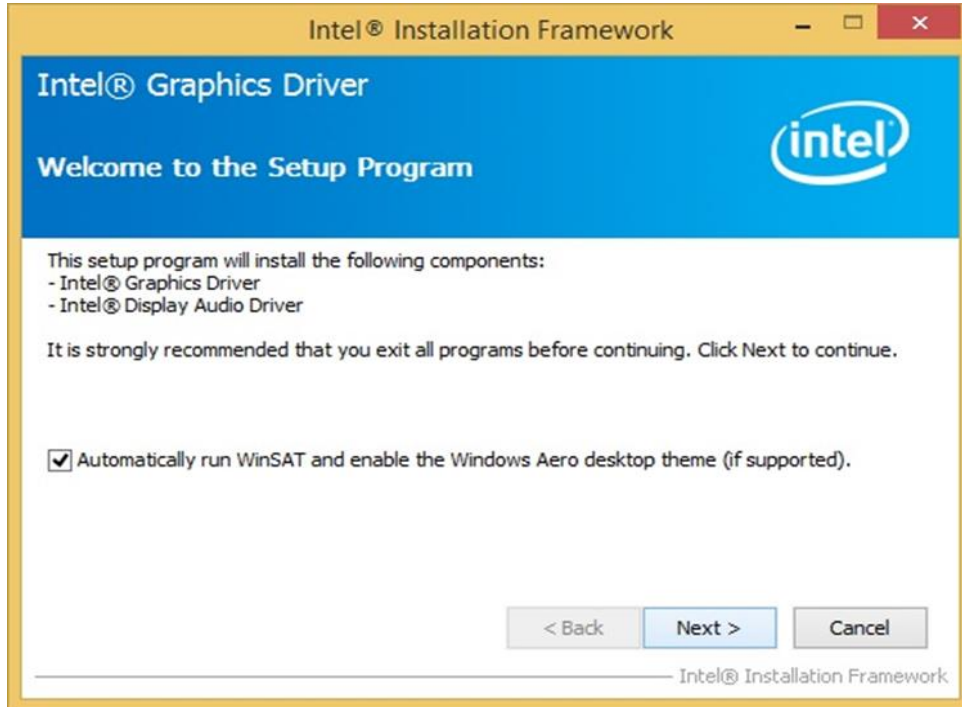 Intel® Installation Framework
Intel® Graphics Driver
Welcome to the Setup Program
intel
This setup program will install the following components:
- Intel® Graphics Driver
- Intel® Display Audio Driver
It is strongly recommended that you exit all programs before continuing. Click Next to continue.
Automatically run WinSAT and enable the Windows Aero desktop theme (if supported).
< Back
Next >
Cancel
Intel® Installation Framework